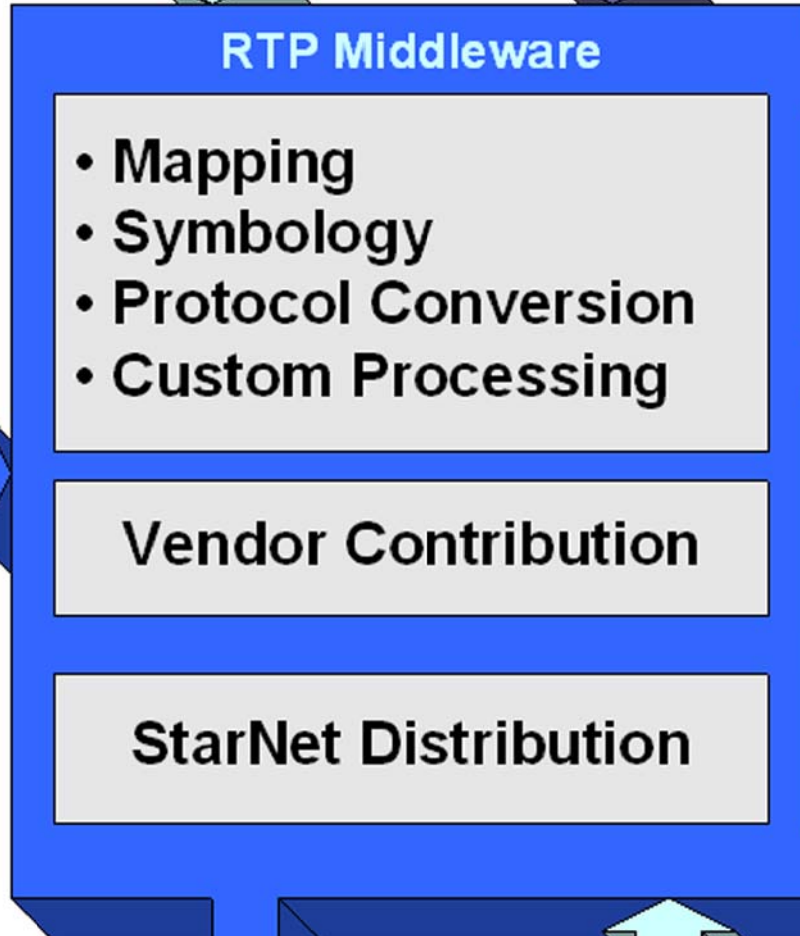 RTP Middleware
• Mapping
• Symbology
• Protocol Conversion
• Custom Processing
Vendor Contribution
StarNet Distribution